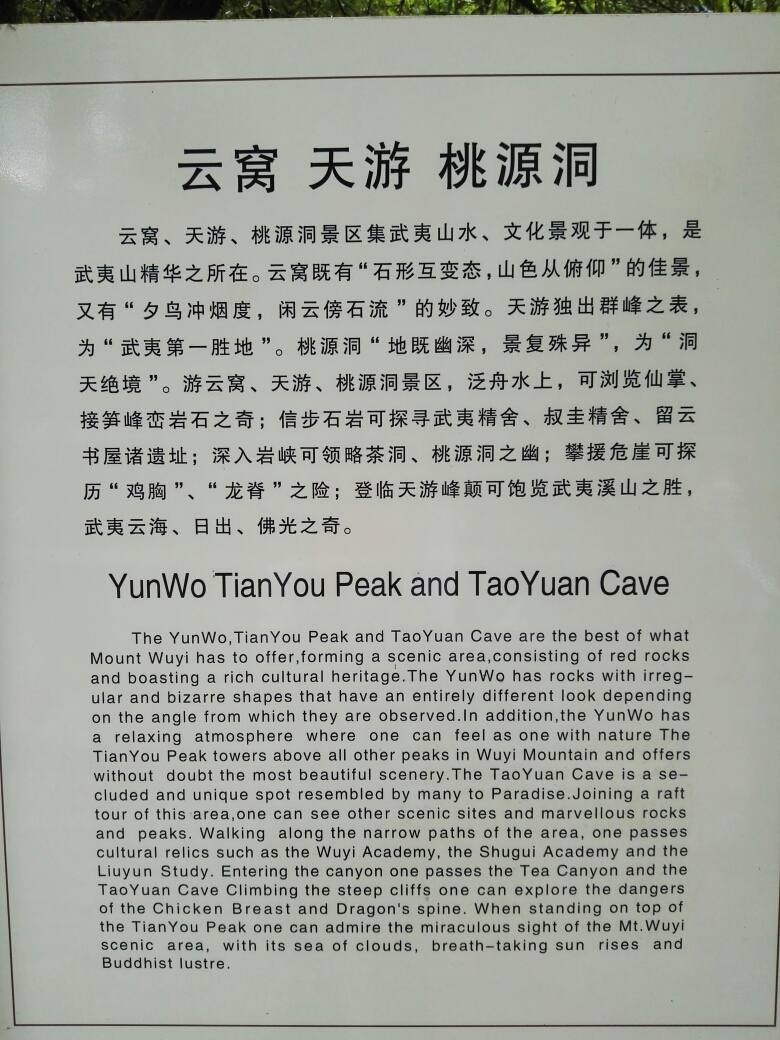 云窝 天游 桃源洞
云窝、天游、桃源洞景区集武夷山水、文化景观于一体，是
武夷山精华之所在。云窝既有“石形互变态，山色从俯仰”的佳景，
又有“夕鸟冲烟度，闲云傍石流”的妙致。天游独出群峰之表，
为“武夷第一胜地”。桃源洞“地既幽深，景复殊异”，为“洞
天绝境”。游云窝、天游、桃源洞景区，泛舟水上，可浏览仙掌、
接笋峰峦岩石之奇；信步石岩可探寻武夷精舍、叔圭精舍、留云
书屋诸遗址；深入岩峡可领略茶洞、桃源洞之幽；攀援危崖可探
历“鸡胸”、“龙脊”之险；登临天游峰颠可饱览武夷溪山之胜，
武夷云海、日出、佛光之奇。
YunWo TianYou Peak and TaoYuan Cave
The YunWo,TianYou Peak and TaoYuan Cave are the best of what
Mount Wuyi has to offer,forming a scenic area,consisting of red rocks
and boasting a rich cultural heritage.The YunWo has rocks with irreg-
ular and bizarre shapes that have an entirely different look depending
on the angle from which they are observed.In addition,the YunWo has
a relaxing atmosphere where one can feel as one with nature The
TianYou Peak towers above all other peaks in Wuyi Mountain and offers
without doubt the most beautiful scenery.The TaoYuan Cave is a se-
cluded and unique spot resembled by many to Paradise.Joining a raft
tour of this area,one can see other scenic sites and marvellous rocks
and peaks. Walking along the narrow paths of the area, one passes
cultural relics such as the Wuyi Academy, the Shugui Academy and the
Liuyun Study. Entering the canyon one passes the Tea Canyon and the
TaoYuan Cave Climbing the steep cliffs one can explore the dangers
of the Chicken Breast and Dragon's spine. When standing on top of
the TianYou Peak one can admire the miraculous sight of the Mt.Wuyi
scenic area, with its sea of clouds, breath-taking sun rises and
Buddhist lustre.